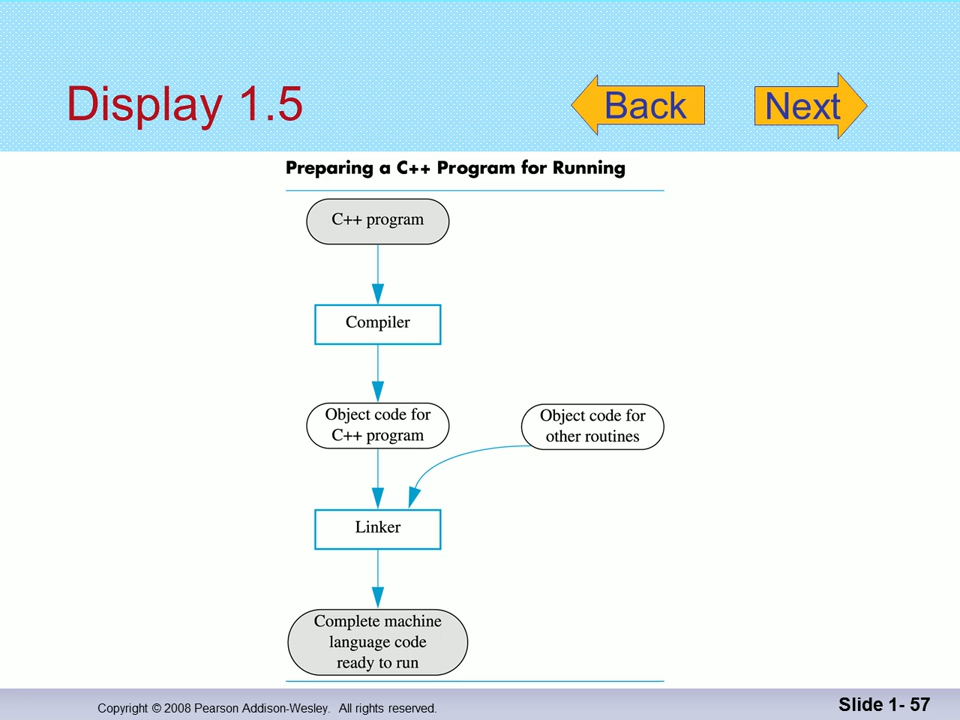 Display 1.5
Back
Next
Preparing a C++ Program for Running
C++ program
Compiler
Object code for
C++ program
Object code for
other routines
Linker
Complete machine
language code
ready to run
Copyright © 2008 Pearson Addison-Wesley. All rights reserved.
Slide 1- 57